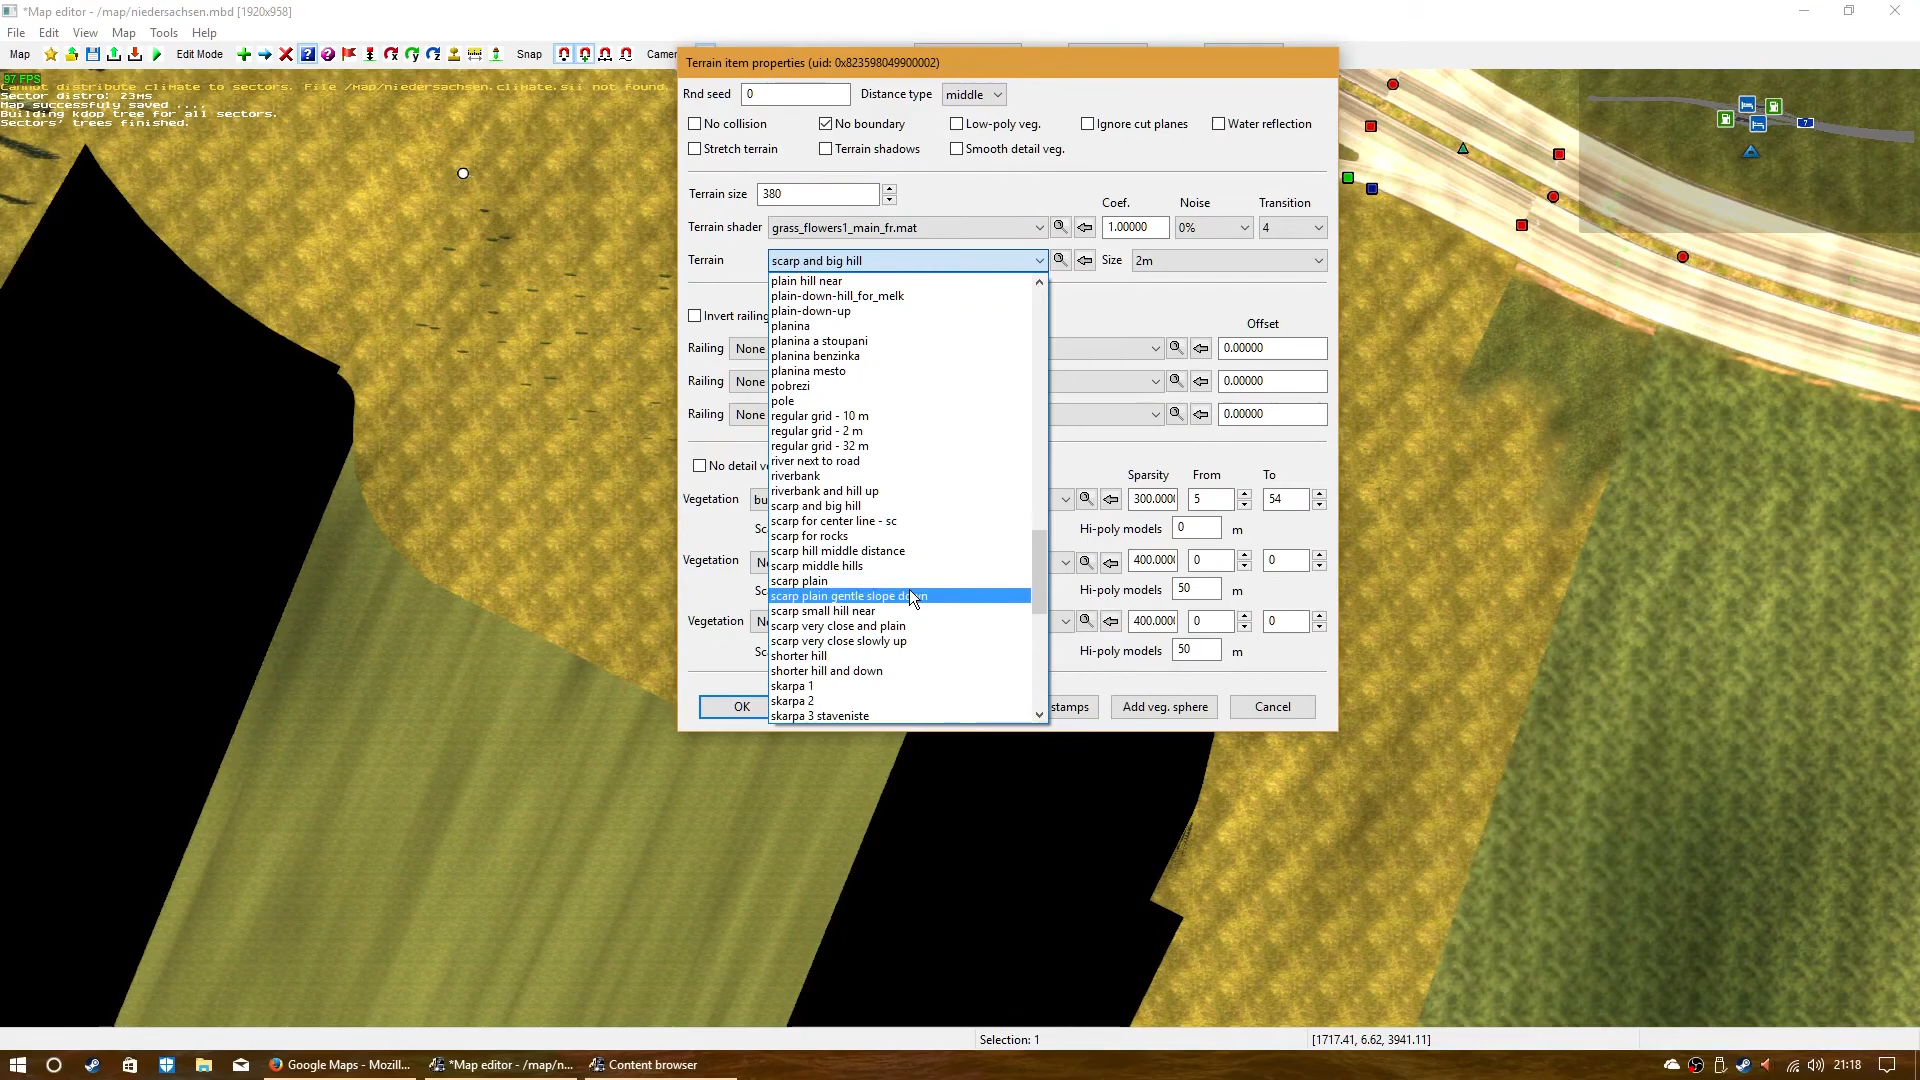 *Map editor - /map/niedersachsen.mbd [1920x958]
File Edit View Map Tools Help
Map Edit Mode Snap Camer
97 FPS
Cannot distribute climate to sectors. File /map/niedersachsen.climate.sii not found.
Sector distro: 23ms
Map successfuly saved ....
Building kdop tree for all sectors.
Sectors' trees finished.
Terrain item properties (uid: 0x823598049900002)
Rnd seed 0 Distance type middle
No collision No boundary Low-poly veg. Ignore cut planes Water reflection
Stretch terrain Terrain shadows Smooth detail veg.
Terrain size 380
Coef. Noise Transition
Terrain shader grass_flowers1_main_fr.mat 1.00000 0% 4
Terrain scarp and big hill Size 2m
plain hill near
plain-down-hill_for_melk
plain-down-up
planina
planina a stoupani
planina benzinka
planina mesto
pobrezi
pole
regular grid - 10 m
regular grid - 2 m
regular grid - 32 m
river next to road
riverbank
riverbank and hill up
scarp and big hill
scarp for center line - sc
scarp for rocks
scarp hill middle distance
scarp middle hills
scarp plain
scarp plain gentle slope down
scarp small hill near
scarp very close and plain
scarp very close slowly up
shorter hill
shorter hill and down
skarpa 1
skarpa 2
skarpa 3 staveniste
Invert railing Offset
Railing None 0.00000
Railing None 0.00000
Railing None 0.00000
No detail ve Sparsity From To
Vegetation bu 300.000( 5 54
Sc Hi-poly models 0 m
Vegetation No 400.000( 0 0
Sc Hi-poly models 50 m
Vegetation No 400.000( 0 0
Sc Hi-poly models 50 m
OK stamps Add veg. sphere Cancel
7
Selection: 1 [1717.41, 6.62, 3941.11]
Google Maps - Mozill... *Map editor - /map/n... Content browser 21:18